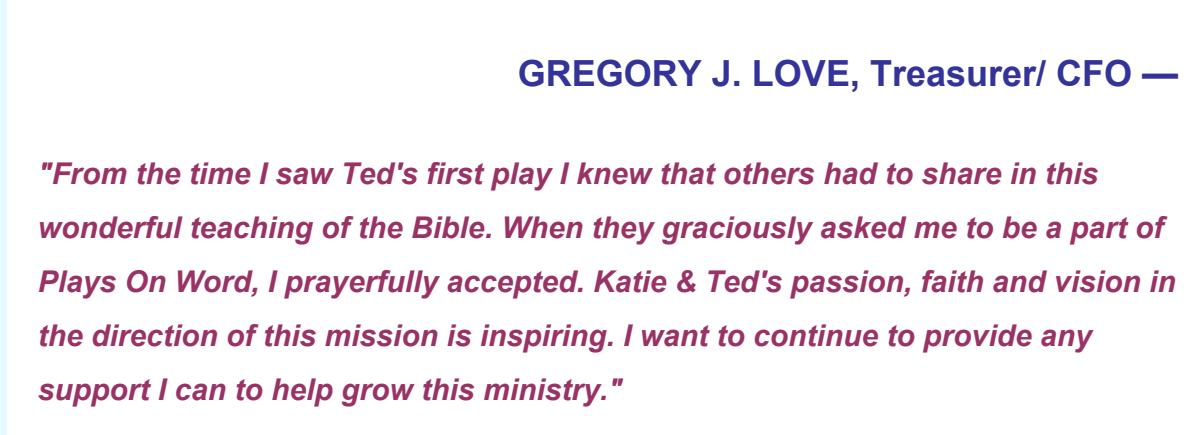 GREGORY J. LOVE, Treasurer/ CFO —
"From the time I saw Ted's first play I knew that others had to share in this
wonderful teaching of the Bible. When they graciously asked me to be a part of
Plays On Word, I prayerfully accepted. Katie & Ted's passion, faith and vision in
the direction of this mission is inspiring. I want to continue to provide any
support I can to help grow this ministry."